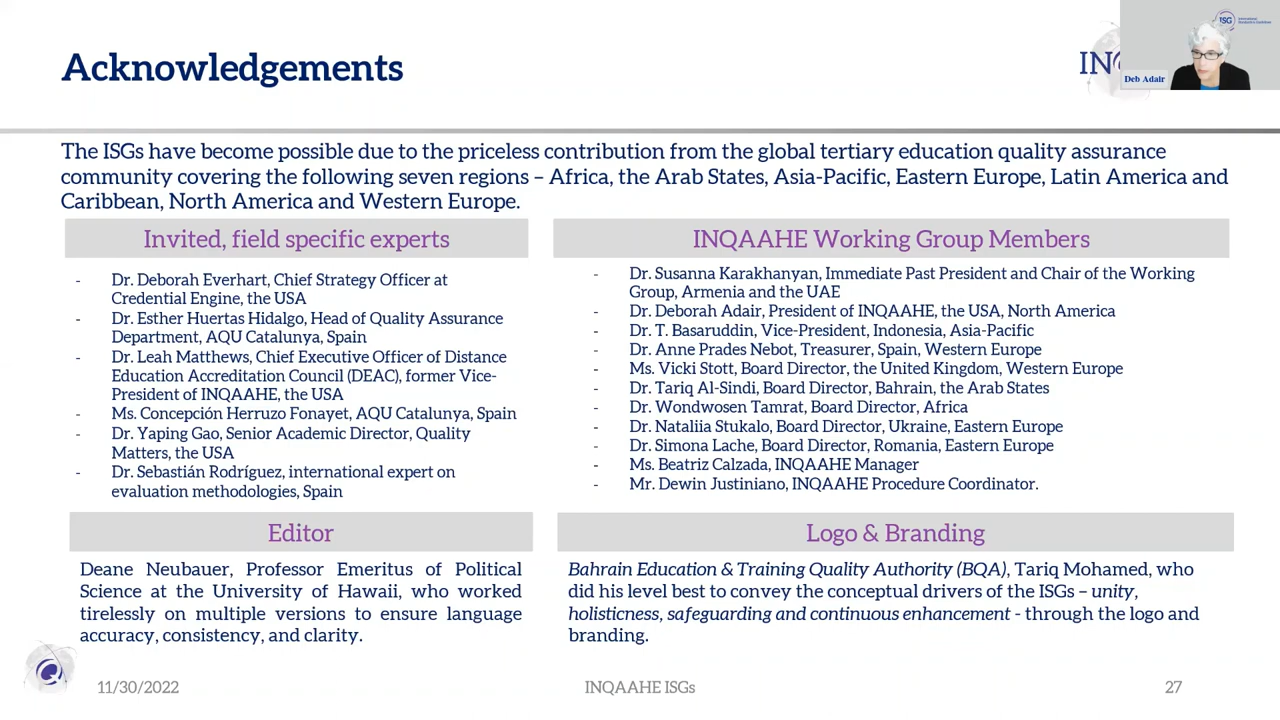 Acknowledgements
ISG
Deb Adair
The ISGs have become possible due to the priceless contribution from the global tertiary education quality assurance
community covering the following seven regions – Africa, the Arab States, Asia-Pacific, Eastern Europe, Latin America and
Caribbean, North America and Western Europe.
Invited, field specific experts
- Dr. Deborah Everhart, Chief Strategy Officer at
Credential Engine, the USA
- Dr. Esther Huertas Hidalgo, Head of Quality Assurance
Department, AQU Catalunya, Spain
- Dr. Leah Matthews, Chief Executive Officer of Distance
Education Accreditation Council (DEAC), former Vice-
President of INQAAHE, the USA
- Ms. Concepción Herruzo Fonayet, AQU Catalunya, Spain
- Dr. Yaping Gao, Senior Academic Director, Quality
Matters, the USA
- Dr. Sebastián Rodríguez, international expert on
evaluation methodologies, Spain
INQAAHE Working Group Members
- Dr. Susanna Karakhanyan, Immediate Past President and Chair of the Working
Group, Armenia and the UAE
- Dr. Deborah Adair, President of INQAAHE, the USA, North America
- Dr. T. Basaruddin, Vice-President, Indonesia, Asia-Pacific
- Dr. Anne Prades Nebot, Treasurer, Spain, Western Europe
- Ms. Vicki Stott, Board Director, the United Kingdom, Western Europe
- Dr. Tariq Al-Sindi, Board Director, Bahrain, the Arab States
- Dr. Wondwosen Tamrat, Board Director, Africa
- Dr. Nataliia Stukalo, Board Director, Ukraine, Eastern Europe
- Dr. Simona Lache, Board Director, Romania, Eastern Europe
- Ms. Beatriz Calzada, INQAAHE Manager
- Mr. Dewin Justiniano, INQAAHE Procedure Coordinator.
Editor
Deane Neubauer, Professor Emeritus of Political
Science at the University of Hawaii, who worked
tirelessly on multiple versions to ensure language
accuracy, consistency, and clarity.
Logo & Branding
Bahrain Education & Training Quality Authority (BQA), Tariq Mohamed, who
did his level best to convey the conceptual drivers of the ISGs – unity,
holisticness, safeguarding and continuous enhancement - through the logo and
branding.
11/30/2022
INQAAHE ISGs
27